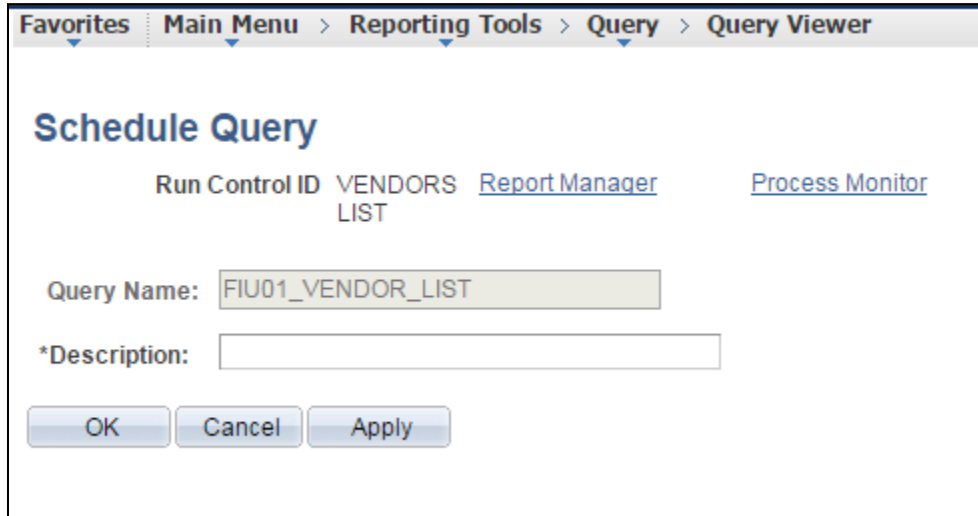 Favorites Main Menu > Reporting Tools > Query > Query Viewer
Schedule Query
Run Control ID VENDORS LIST Report Manager Process Monitor
Query Name: FIU01_VENDOR_LIST
*Description:
OK Cancel Apply